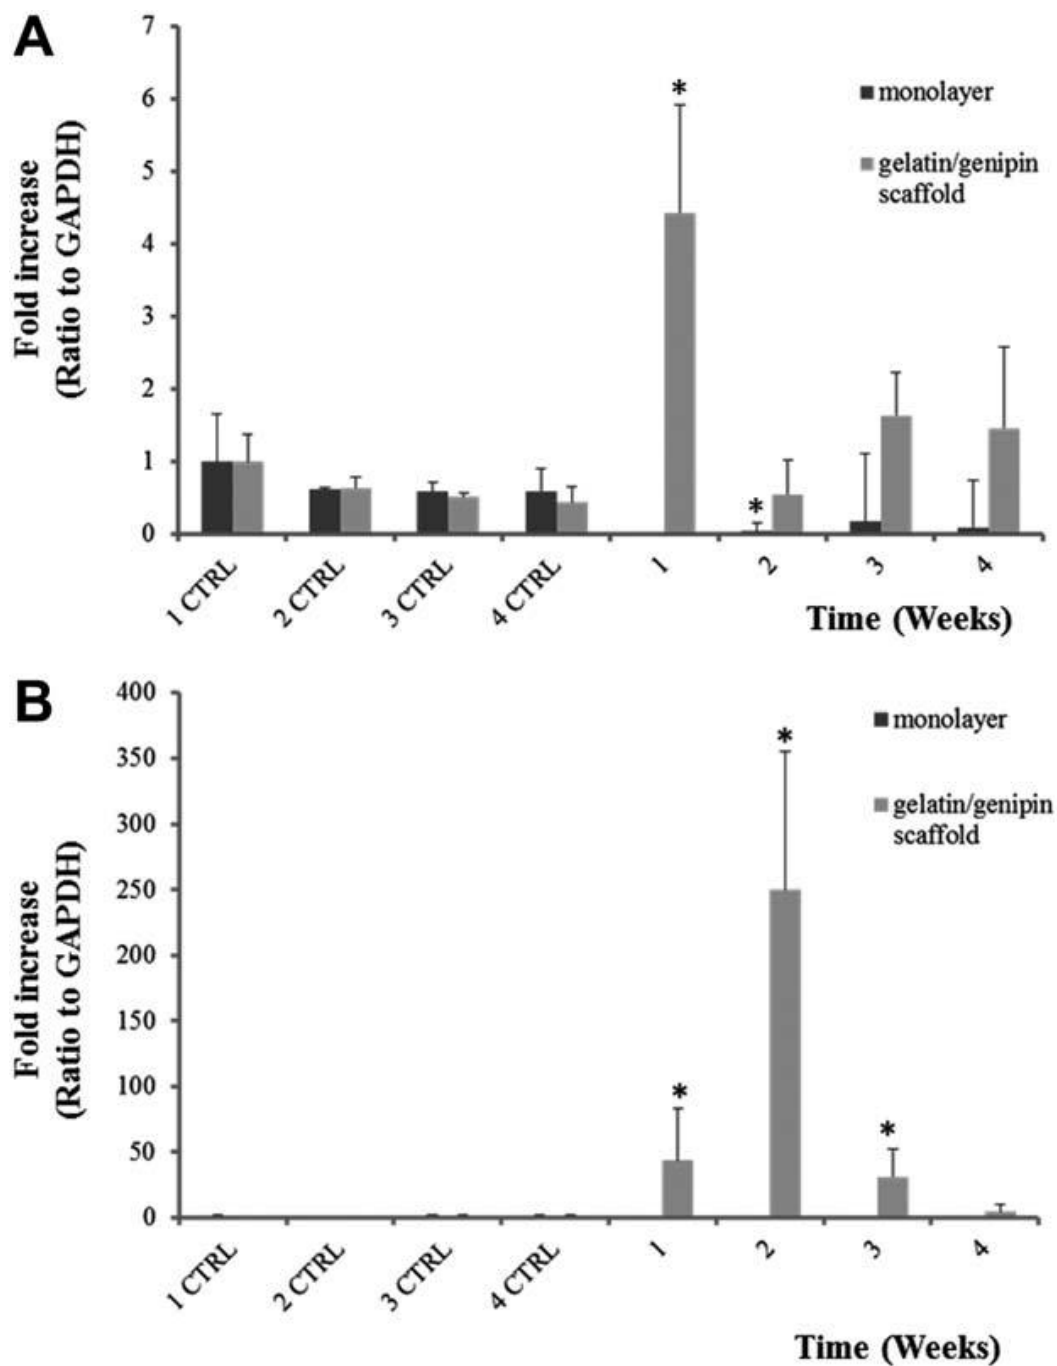 A
7
6
5
4
3
2
1
0
Fold increase
(Ratio to GAPDH)
monolayer
gelatin/genipin
scaffold
*
*
1 CTRL
2 CTRL
3 CTRL
4 CTRL
1
2
3
4
Time (Weeks)
B
400
350
300
250
200
150
100
50
0
Fold increase
(Ratio to GAPDH)
monolayer
gelatin/genipin
scaffold
*
*
*
1 CTRL
2 CTRL
3 CTRL
4 CTRL
1
2
3
4
Time (Weeks)